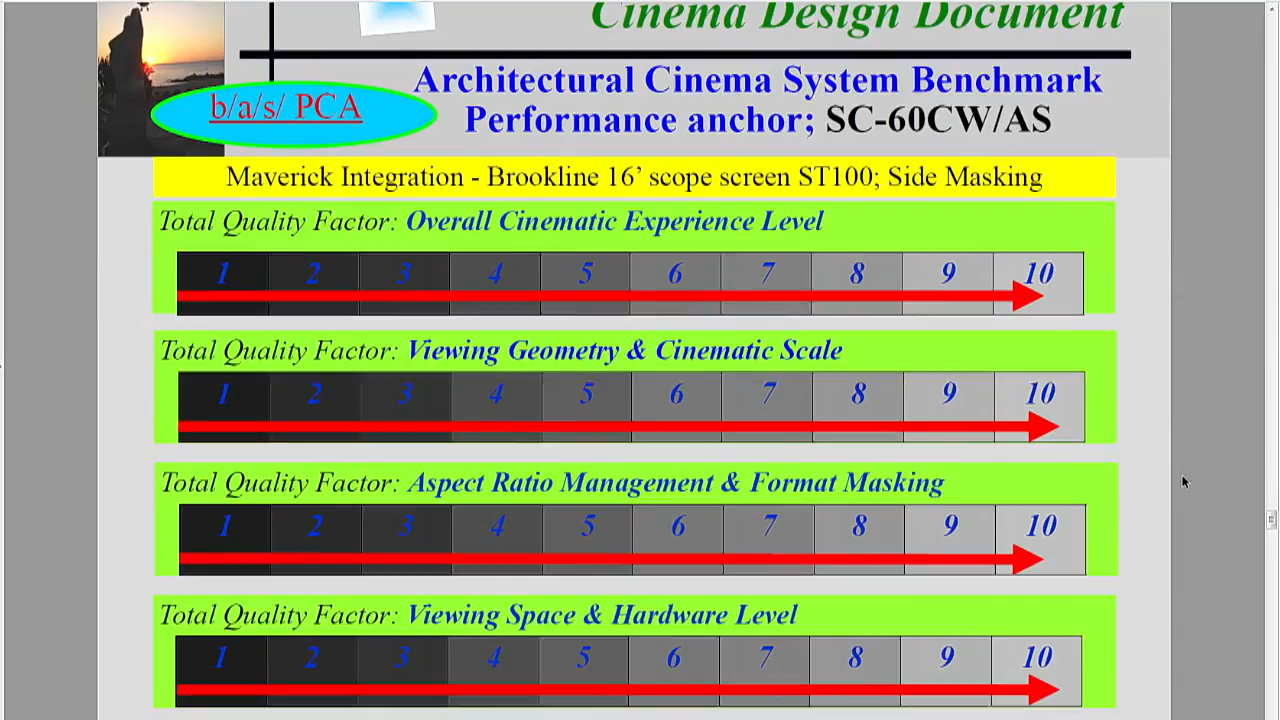 Cinema Design Document
Architectural Cinema System Benchmark
b/a/s/ PCA
Performance anchor; SC-60CW/AS
Maverick Integration - Brookline 16’ scope screen ST100; Side Masking
Total Quality Factor: Overall Cinematic Experience Level
1 2 3 4 5 6 7 8 9 10
Total Quality Factor: Viewing Geometry & Cinematic Scale
1 2 3 4 5 6 7 8 9 10
Total Quality Factor: Aspect Ratio Management & Format Masking
1 2 3 4 5 6 7 8 9 10
Total Quality Factor: Viewing Space & Hardware Level
1 2 3 4 5 6 7 8 9 10